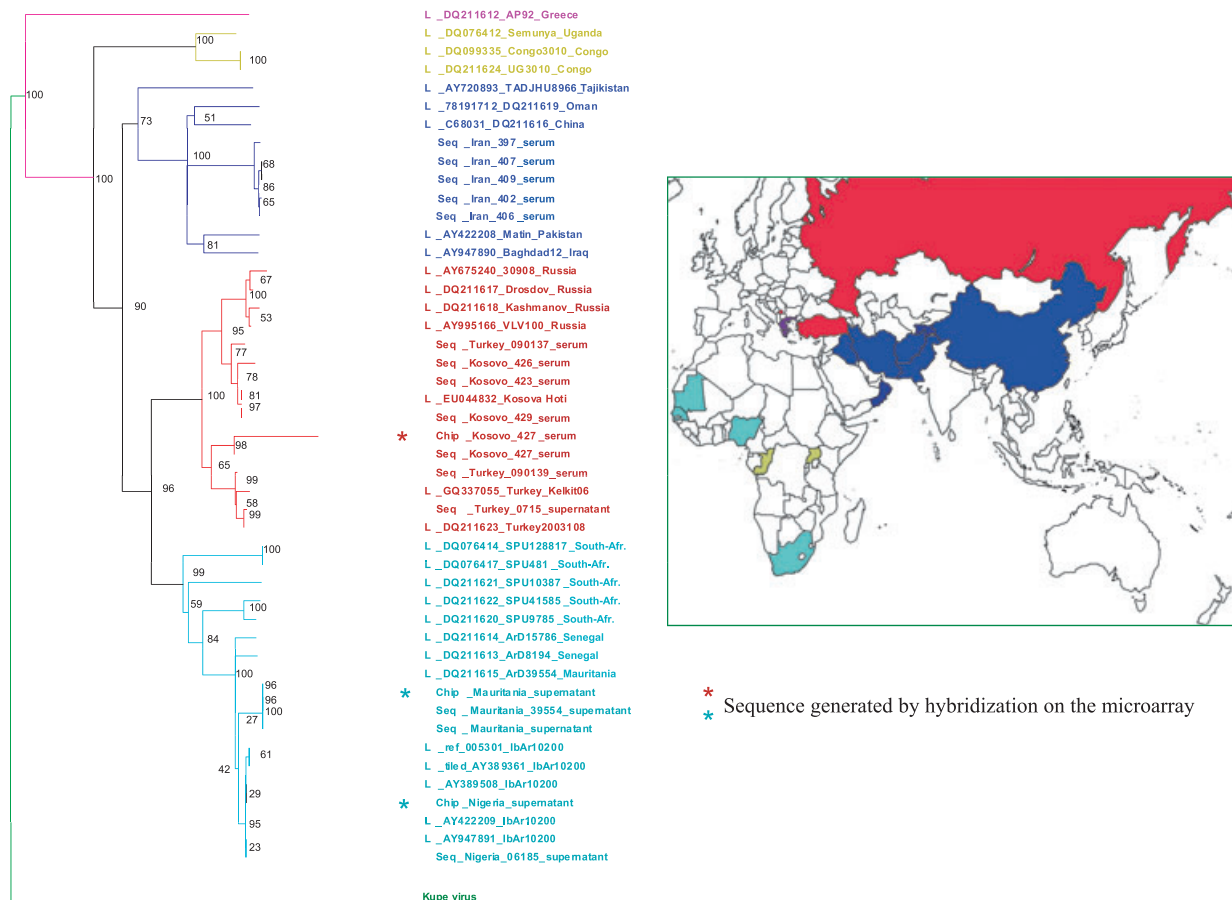 L _DQ211612_AP92_Greece
L _DQ076412_Semunya_Uganda
100
L _DQ099335_Congo3010_Congo
100
L _DQ211624_UG3010_Congo
L _AY720893_TADJHU8966_Tajikistan
100
L _78191712_DQ211619_Oman
51
73
L _C68031_DQ211616_China
Seq _Iran_397_serum
100
Seq _Iran_407_serum
68
Seq _Iran_409_serum
86
Seq _Iran_402_serum
65
Seq _Iran_406_serum
L _AY422208_Matin_Pakistan
81
L _AY947890_Baghdad12_Iraq
L _AY675240_30908_Russia
67
L _DQ211617_Drosdov_Russia
100
90
L _DQ211618_Kashmanov_Russia
53
L _AY995166_VLV100_Russia
95
Seq _Turkey_090137_serum
77
Seq _Kosovo_426_serum
78
Seq _Kosovo_423_serum
100
L _EU044832_Kosova Hoti
81
97
Seq _Kosovo_429_serum
* Chip _Kosovo_427_serum
98
Seq _Kosovo_427_serum
65
Seq _Turkey_090139_serum
99
96
L _GQ337055_Turkey_Kelkit06
58
Seq _Turkey_0715_supernatant
99
L _DQ211623_Turkey2003108
L _DQ076414_SPU128817_South-Afr.
100
L _DQ076417_SPU481_South-Afr.
99
L _DQ211621_SPU10387_South-Afr.
L _DQ211622_SPU41585_South-Afr.
59
100
L _DQ211620_SPU9785_South-Afr.
84
L _DQ211614_ArD15786_Senegal
L _DQ211613_ArD8194_Senegal
100
L _DQ211615_ArD39554_Mauritania
96
* Chip _Mauritania_supernatant
96
Seq _Mauritania_39554_supernatant
100
27
Seq _Mauritania_supernatant
L _ref_005301_IbAr10200
61
42
L _tiled_AY389361_IbAr10200
L _AY389508_IbAr10200
29
* Chip _Nigeria_supernatant
L _AY422209_IbAr10200
95
L _AY947891_IbAr10200
23
Seq_Nigeria_06185_supernatant
Kupe virus
*
* Sequence generated by hybridization on the microarray